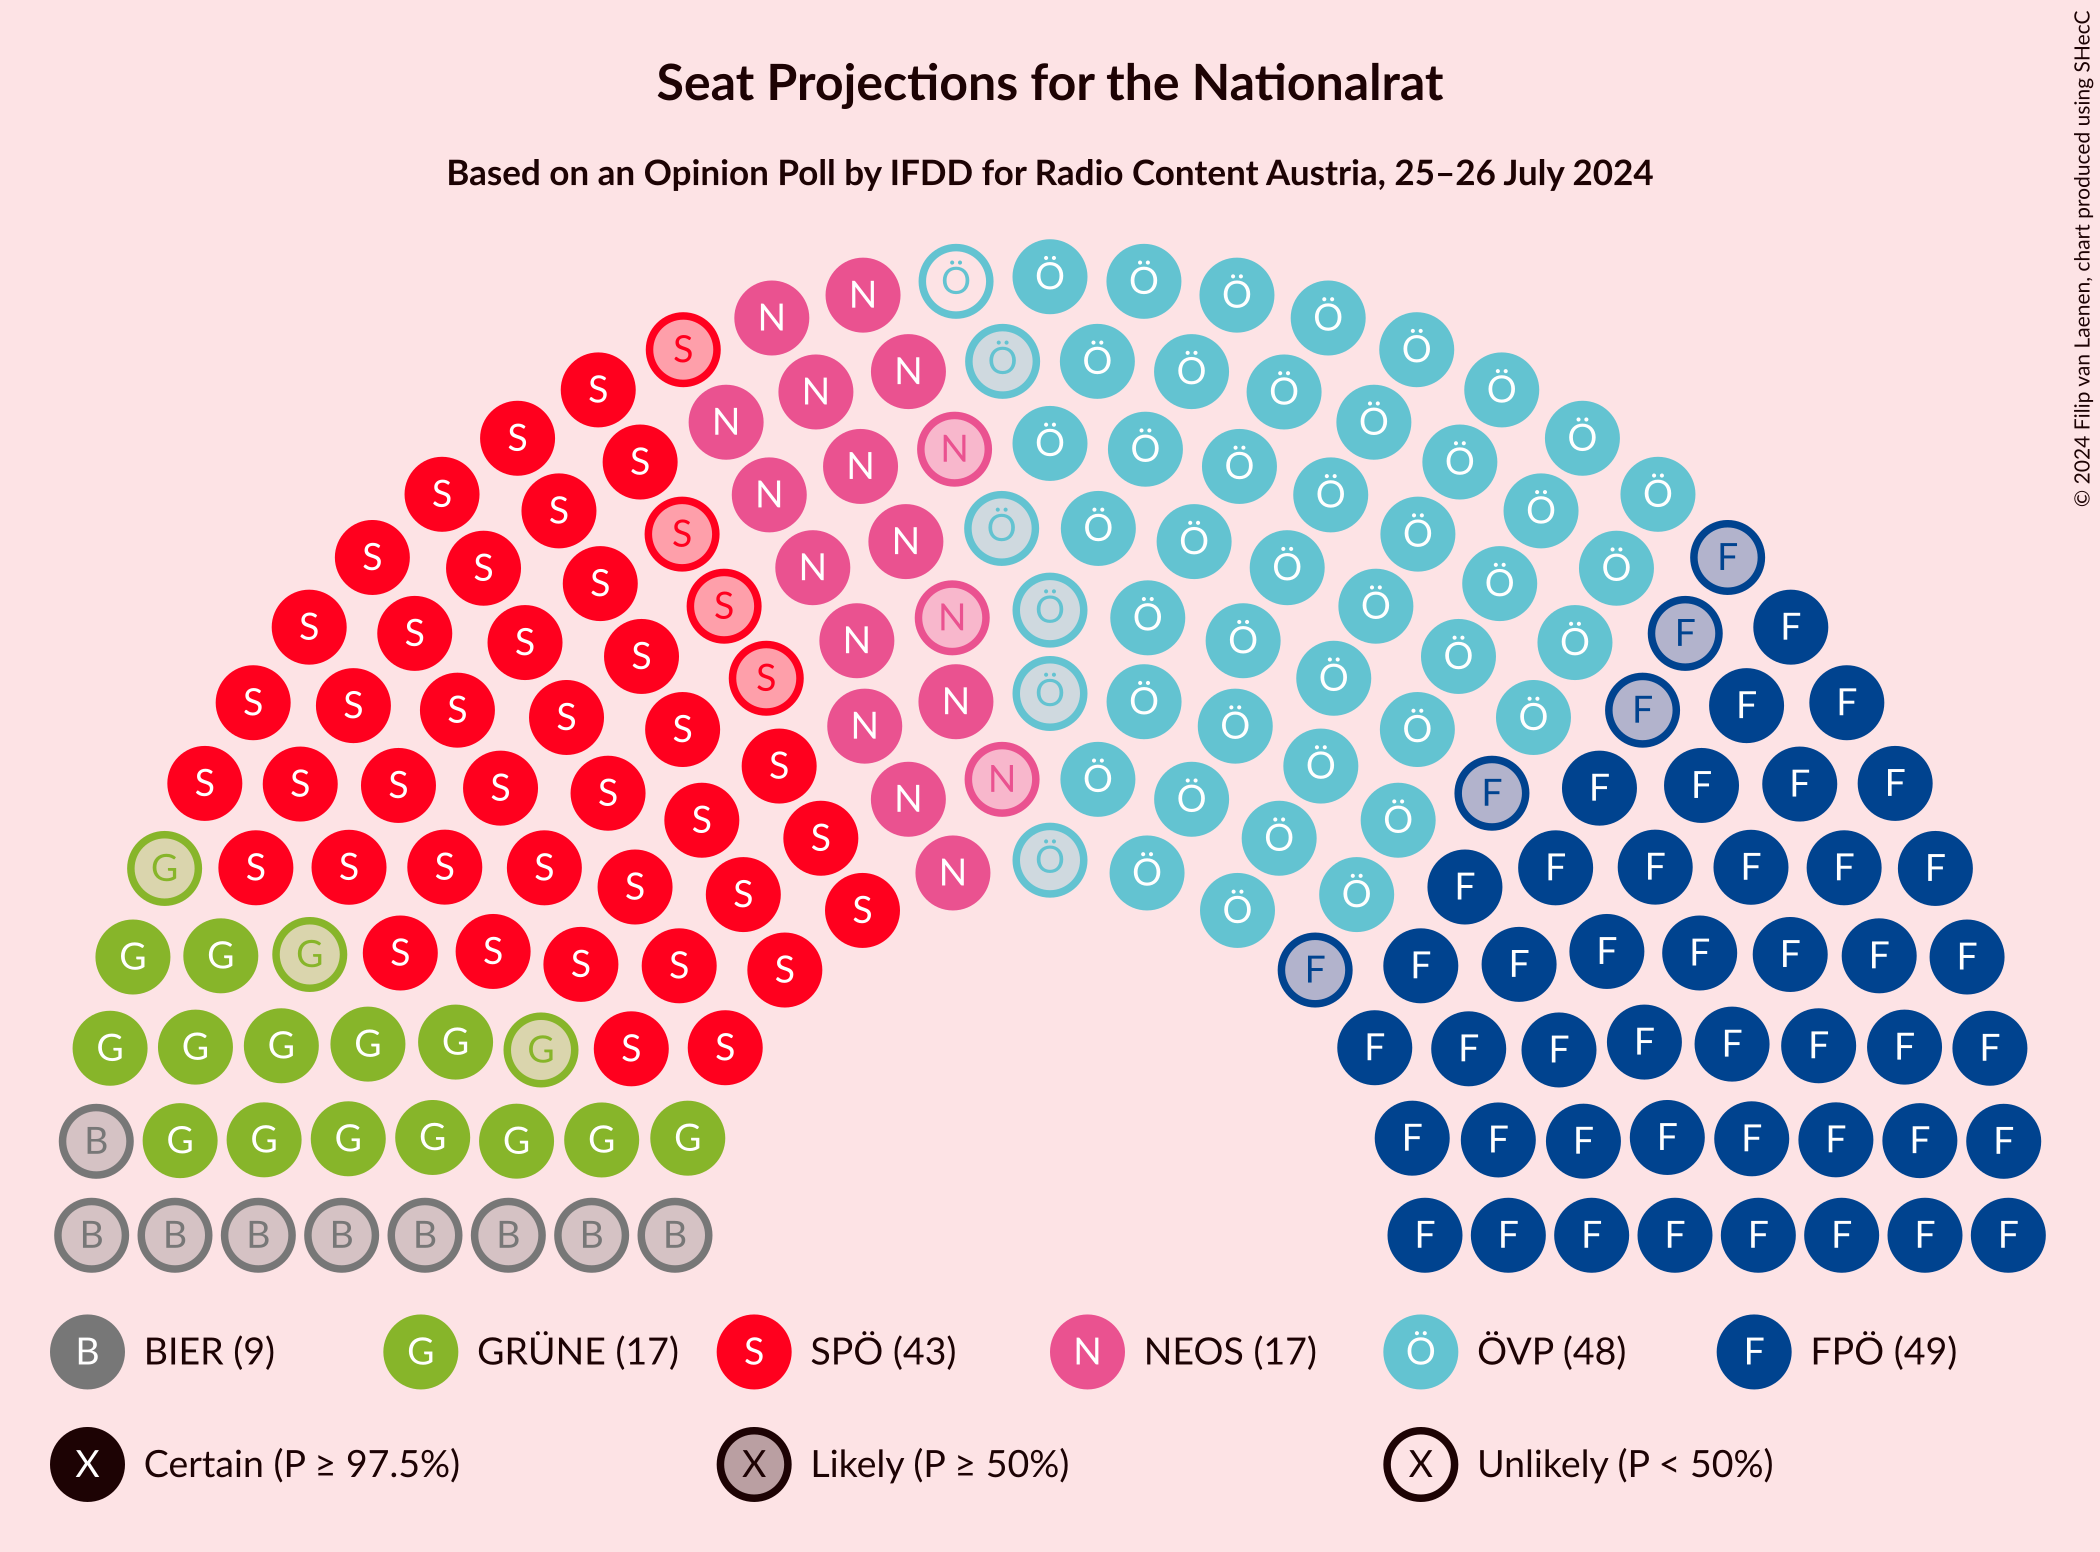 Seat Projections for the Nationalrat
Based on an Opinion Poll by IFDD for Radio Content Austria, 25–26 July 2024
© 2024 Filip van Laenen, chart produced using SHecC
N N Ö Ö Ö Ö Ö Ö
S S N N Ö Ö Ö Ö Ö Ö
S S N N N Ö Ö Ö Ö Ö Ö
S S S N N Ö Ö Ö Ö Ö Ö Ö F
S S S S N N Ö Ö Ö Ö Ö Ö F F
S S S S S N N Ö Ö Ö Ö Ö Ö F F F
S S S S S S N N Ö Ö Ö Ö Ö F F F F
G S S S S S S S N Ö Ö Ö Ö F F F F F F
G G G S S S S S F F F F F F F F
G G G G G G S S F F F F F F F F
B G G G G G G G F F F F F F F F
B B B B B B B B F F F F F F F F
B BIER (9) G GRÜNE (17) S SPÖ (43) N NEOS (17) Ö ÖVP (48) F FPÖ (49)
X Certain (P ≥ 97.5%) X Likely (P ≥ 50%) X Unlikely (P < 50%)